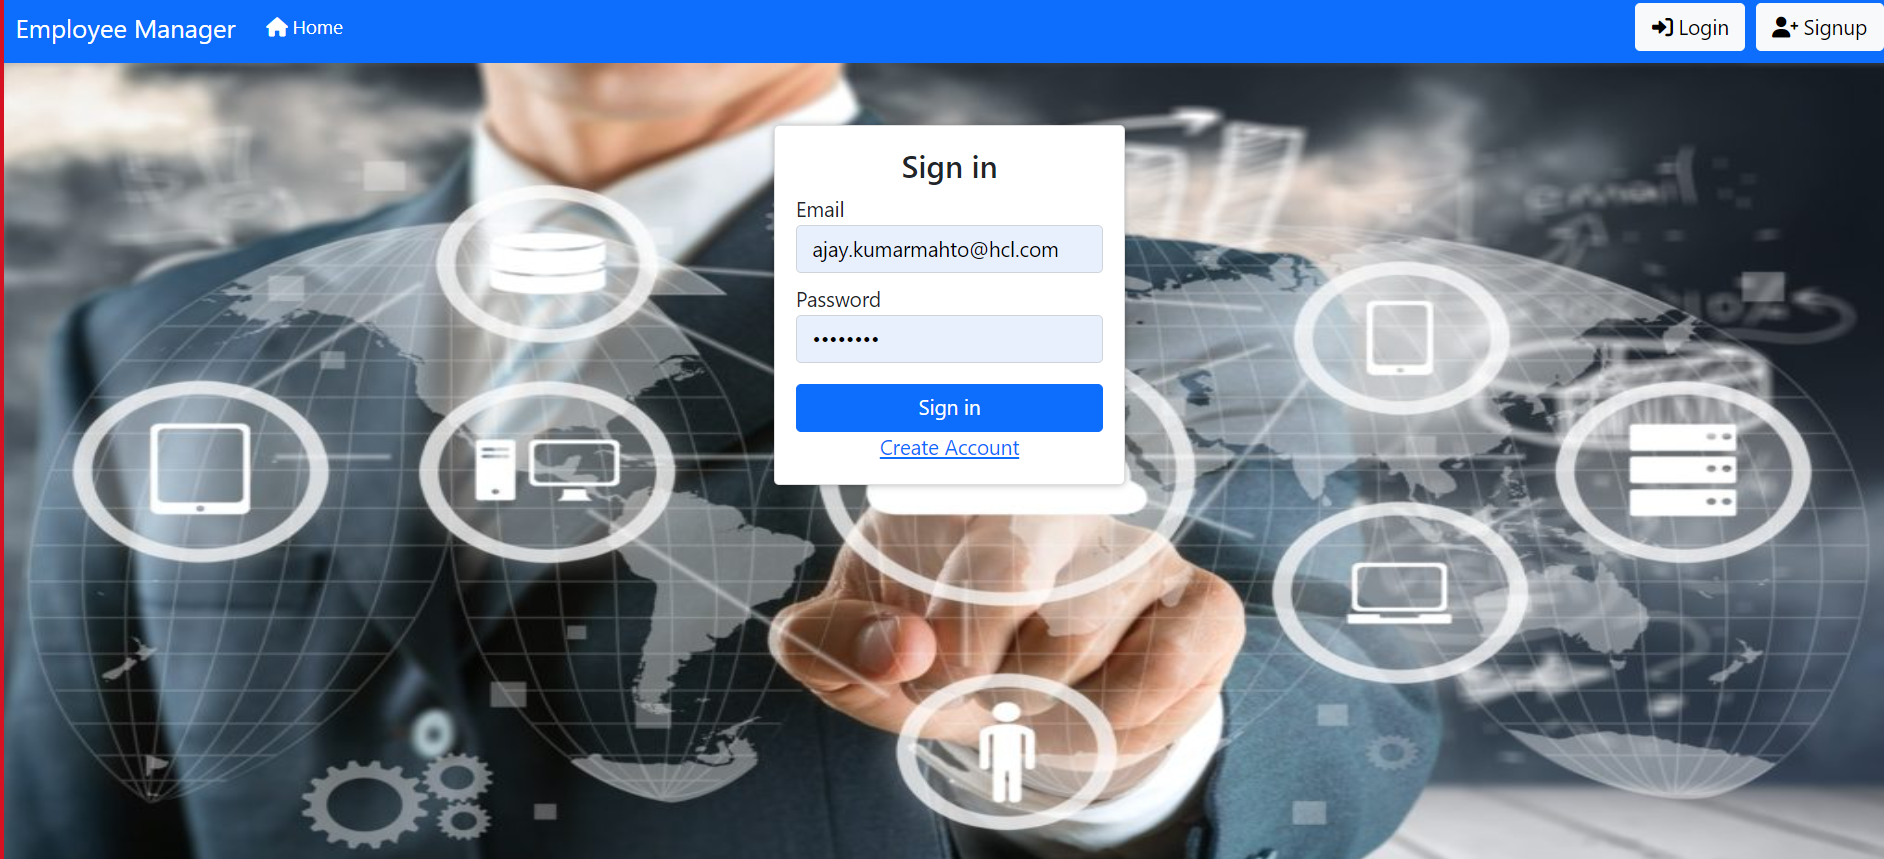 Employee Manager Home Login Signup
Sign in
Email
ajay.kumarmahto@hcl.com
Password
••••••••
Sign in
Create Account